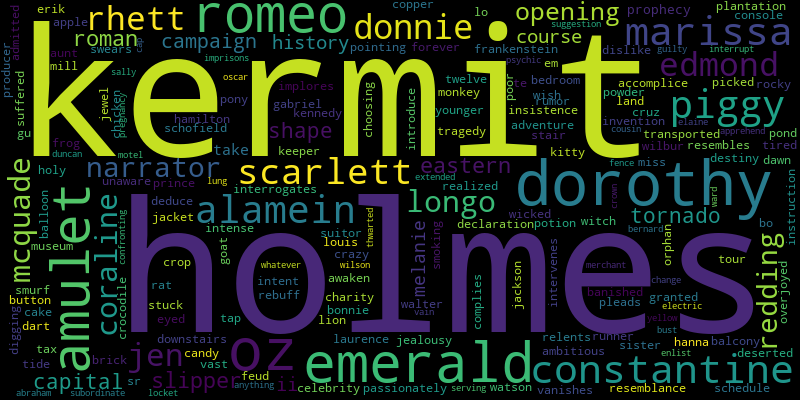 erik
copper
lo
suggestion
prophecy
plantation
apple
rhett
romeo
donnie
opening
console
admitted
roman
swears
campaign
history
pointing
forever
course
marissa
dislike
guilty
interrupt
aunt
mill
sally
cap
imprisons
frankenstein
psychic
em
edmond
producer
kermit
oscar
implores
twelve
bedroom
accomplice
picked
rocky
suffered
jewel
chicken
pregnancy
pony
gabriel
choosing
monkey
te
poor
wish
powder
piggy
hamilton
kennedy
introduce
younger
rumor
land
cruz
gu
frog
schofield
shape
tragedy
insistence
adventure
invention
transported
resembles
pond
duncan
motel
take
keeper
stair
cousin
elaine
apprehend
wilbur
tired
narrator
scarlett
eastern
kitty
fence
miss
destiny
dawn
holy
unaware
prince
lung
interrogates
realized
dorothy
mcquade
amulet
coraline
extended
deduce
alamein
longo
wicked
crown
ward
tornado
balloon
jacket
intense
suitor
declaration
potion
witch
bernard
bo
instruction
museum
confronting
goat
louis
thwarted
melanie
smoking
holmes
orphan
tour
redding
crop
whatever
wilson
crazy
intervenes
merchant
change
overjoyed
smurf
crocodile
rat
intent
awaken
walter
complies
jackson
banished
granted
button
eyed
rebuff
charity
vain
pleads
electric
cake
stuck
bonnie
yellow
dart
tap
lion
relents
runner
bust
hanna
balcony
digging
tax
downstairs
laurence
jealousy
ambitious
sister
enlist
deserted
tide
brick
jen
candy
oz
emerald
constantine
capital
slipper
vast
feud
ii
celebrity
passionately
watson
vanishes
resemblance
schedule
abraham
subordinate
sr
locket
anything
serving